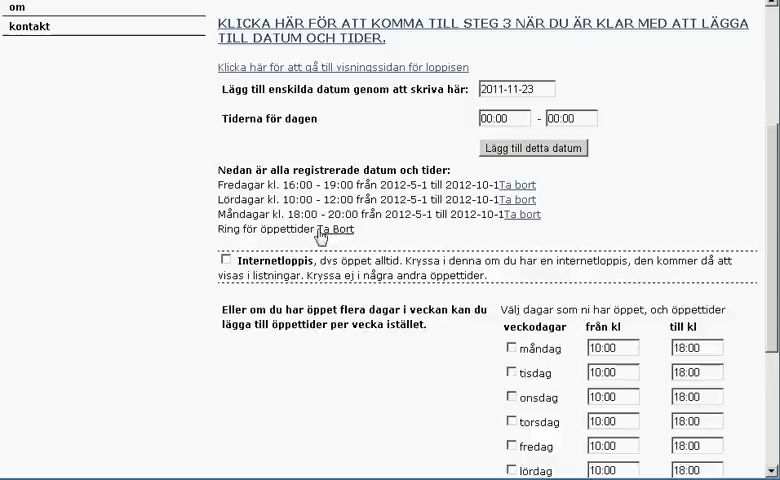 om
kontakt
KLICKA HÄR FÖR ATT KOMMA TILL STEG 3 NÄR DU ÄR KLAR MED ATT LÄGGA
TILL DATUM OCH TIDER.
Klicka här för att gå till visningssidan för loppisen
Lägg till enskilda datum genom att skriva här: 2011-11-23
Tiderna för dagen 00:00 - 00:00
Lägg till detta datum
Nedan är alla registrerade datum och tider:
Fredagar kl. 16:00 - 19:00 från 2012-5-1 till 2012-10-1Ta bort
Lördagar kl. 10:00 - 12:00 från 2012-5-1 till 2012-10-1Ta bort
Måndagar kl. 18:00 - 20:00 från 2012-5-1 till 2012-10-1Ta bort
Ring för öppettider Ta Bort
Internetloppis, dvs öppet alltid. Kryssa i denna om du har en internetloppis, den kommer då att
visas i listningar. Kryssa ej i några andra öppettider.
Eller om du har öppet flera dagar i veckan kan du
lägga till öppettider per vecka istället.
Välj dagar som ni har öppet, och öppettider
veckodagar från kl till kl
måndag 10:00 18:00
tisdag 10:00 18:00
onsdag 10:00 18:00
torsdag 10:00 18:00
fredag 10:00 18:00
lördag 10:00 18:00